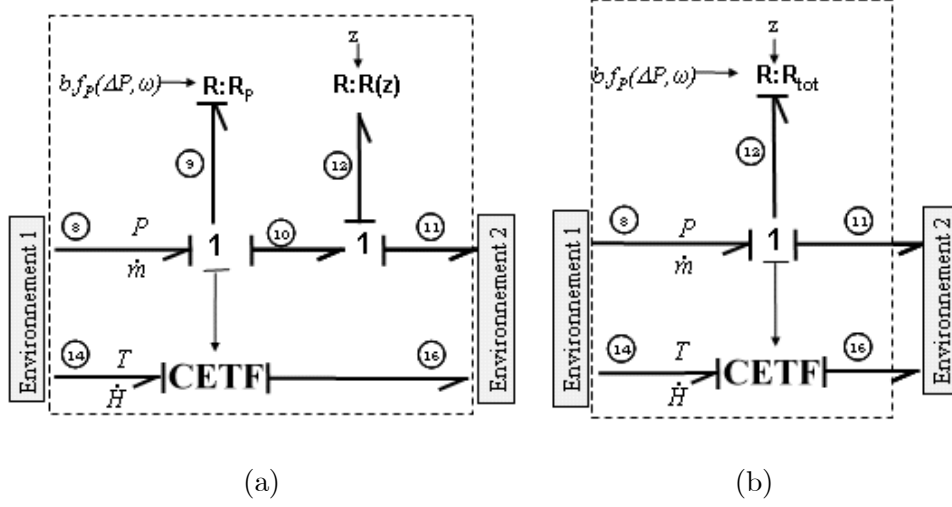 z
b.f_P(ΔP, ω)
R:R_P
R:R(z)
9
12
Environnement 1
8
P
ṁ
1
10
1
11
Environnement 2
14
T
Ḣ
CETF
16
(a)
z
b.f_P(ΔP, ω)
R:R_tot
12
Environnement 1
8
P
ṁ
1
11
Environnement 2
14
T
Ḣ
CETF
16
(b)